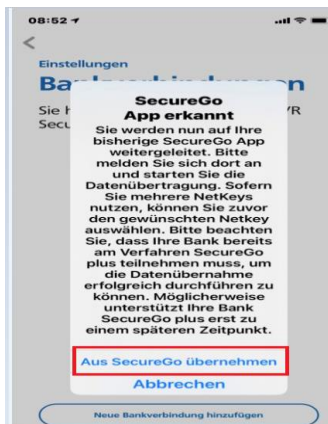 08:52
Einstellungen
SecureGo
App erkannt
Sie werden nun auf Ihre
bisherige SecureGo App
weitergeleitet. Bitte
melden Sie sich dort an
und starten Sie die
Datenübertragung. Sofern
Sie mehrere NetKeys
nutzen, können Sie zuvor
den gewünschten Netkey
auswählen. Bitte beachten
Sie, dass Ihre Bank bereits
am Verfahren SecureGo
plus teilnehmen muss, um
die Datenübernahme
erfolgreich durchführen zu
können. Möglicherweise
unterstützt Ihre Bank
SecureGo plus erst zu
einem späteren Zeitpunkt.
Aus SecureGo übernehmen
Abbrechen
Neue Bankverbindung hinzufügen